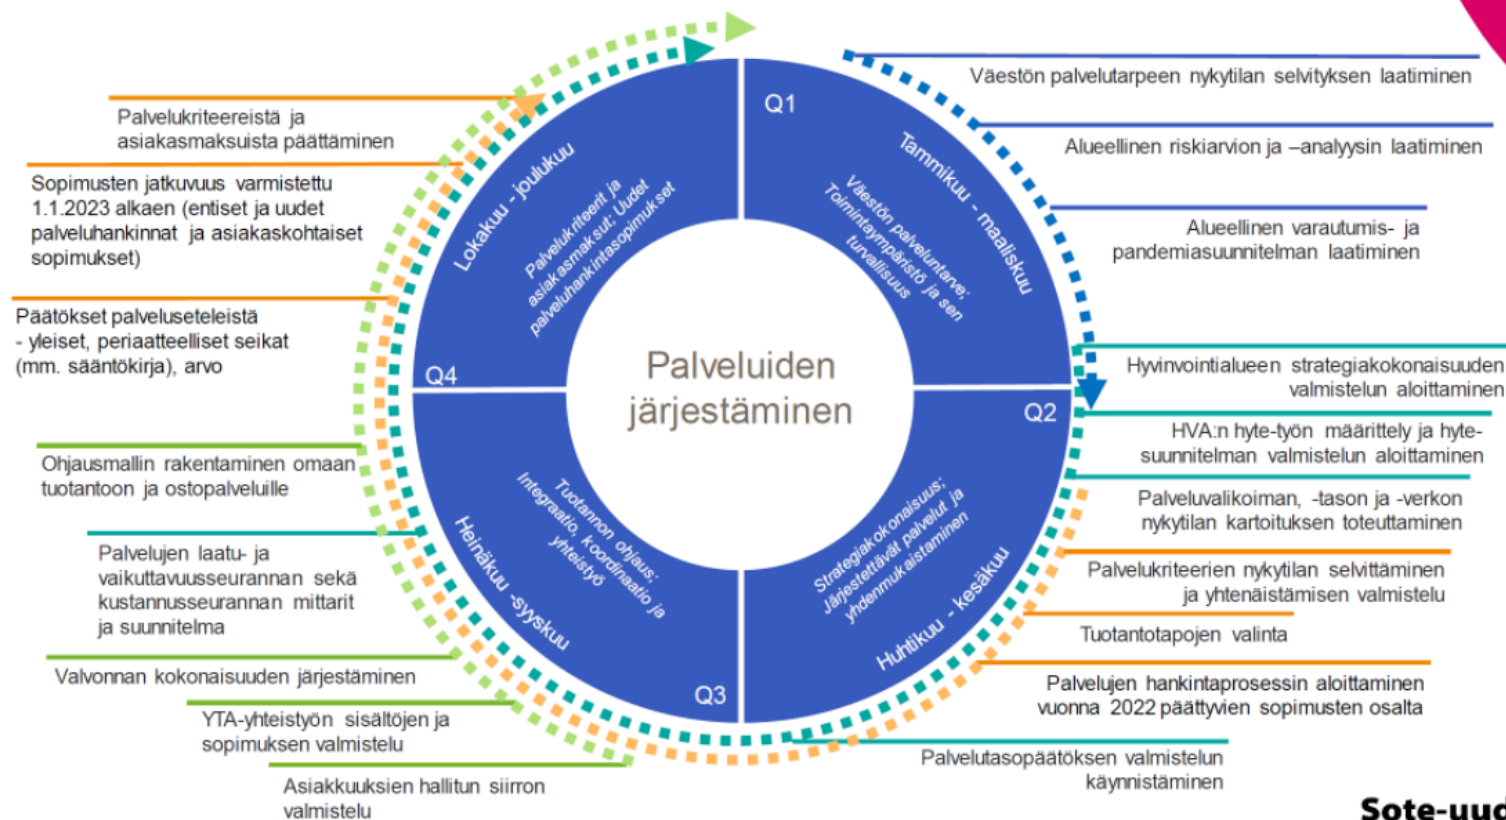 Palveluiden
järjestäminen
Q1
Tammikuu - maaliskuu
Väestön palveluntarve;
Toimintaympäristö ja sen
turvallisuus
Väestön palvelutarpeen nykytilan selvityksen laatiminen
Alueellinen riskiarvion ja –analyysin laatiminen
Alueellinen varautumis- ja
pandemiasuunnitelman laatiminen
Q2
Huhtikuu - kesäkuu
Strategiakokonaisuus;
Järjestettävät palvelut ja
yhdenmukaistaminen
Hyvinvointialueen strategiakokonaisuuden
valmistelun aloittaminen
HVA:n hyte-työn määrittely ja hyte-
suunnitelman valmistelun aloittaminen
Palveluvalikoiman, -tason ja -verkon
nykytilan kartoituksen toteuttaminen
Palvelukriteerien nykytilan selvittäminen
ja yhtenäistämisen valmistelu
Tuotantotapojen valinta
Palvelujen hankintaprosessin aloittaminen
vuonna 2022 päättyvien sopimusten osalta
Palvelutasopäätöksen valmistelun
käynnistäminen
Q3
Heinäkuu -syyskuu
Tuotannon ohjaus;
Integraatio, koordinaatio ja
yhteistyö
Asiakkuuksien hallitun siirron
valmistelu
YTA-yhteistyön sisältöjen ja
sopimuksen valmistelu
Valvonnan kokonaisuuden järjestäminen
Palvelujen laatu- ja
vaikuttavuusseurannan sekä
kustannusseurannan mittarit
ja suunnitelma
Ohjausmallin rakentaminen omaan
tuotantoon ja ostopalveluille
Q4
Lokakuu - joulukuu
Palvelukriteerit ja
asiakasmaksut; Uudet
palveluhankintasopimukset
Päätökset palveluseteleistä
- yleiset, periaatteelliset seikat
(mm. sääntökirja), arvo
Sopimusten jatkuvuus varmistettu
1.1.2023 alkaen (entiset ja uudet
palveluhankinnat ja asiakaskohtaiset
sopimukset)
Palvelukriteereistä ja
asiakasmaksuista päättäminen
Sote-uud